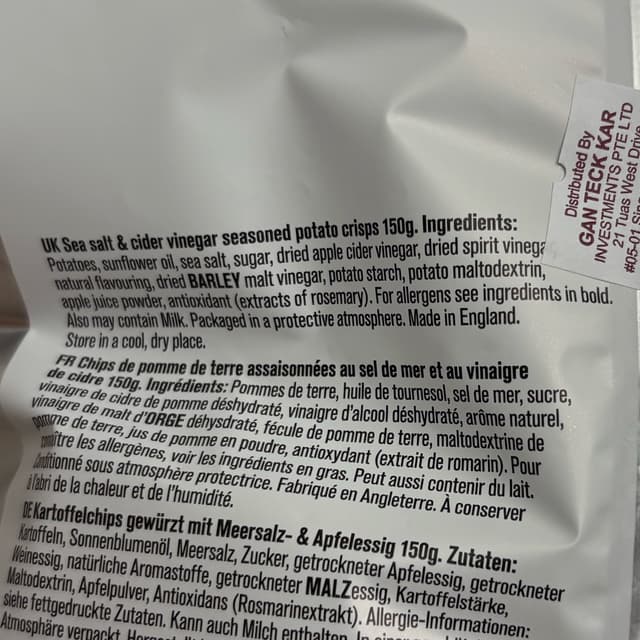 Distributed By
GAN TECK KAR
INVESTMENTS PTE LTD
21 Tuas West Drive
#05-01
UK Sea salt & cider vinegar seasoned potato crisps 150g. Ingredients:
Potatoes, sunflower oil, sea salt, sugar, dried apple cider vinegar, dried spirit vinega
natural flavouring, dried BARLEY malt vinegar, potato starch, potato maltodextrin,
apple juice powder, antioxidant (extracts of rosemary). For allergens see ingredients in bold.
Also may contain Milk. Packaged in a protective atmosphere. Made in England.
Store in a cool, dry place.
FR Chips de pomme de terre assaisonnées au sel de mer et au vinaigre
de cidre 150g. Ingrédients: Pommes de terre, huile de tournesol, sel de mer, sucre,
vinaigre de cidre de pomme déshydraté, vinaigre d'alcool déshydraté, arôme naturel,
vinaigre de malt d'ORGE déhysdraté, fécule de pomme de terre, maltodextrine de
pomme de terre, jus de pomme en poudre, antioxydant (extrait de romarin). Pour
les allergènes, voir les ingrédients en gras. Peut aussi contenir du lait.
Conditionné sous atmosphère protectrice. Fabriqué en Angleterre. À conserver
à l'abri de la chaleur et de l'humidité.
DE Kartoffelchips gewürzt mit Meersalz- & Apfelessig 150g. Zutaten:
Kartoffeln, Sonnenblumenöl, Meersalz, Zucker, getrockneter Apfelessig, getrockneter
Weinessig, natürliche Aromastoffe, getrockneter MALZessig, Kartoffelstärke,
Maltodextrin, Apfelpulver, Antioxidans (Rosmarinextrakt). Allergie-Informationen:
siehe fettgedruckte Zutaten. Kann auch Milch enthalten. In
Atmosphäre verpackt.